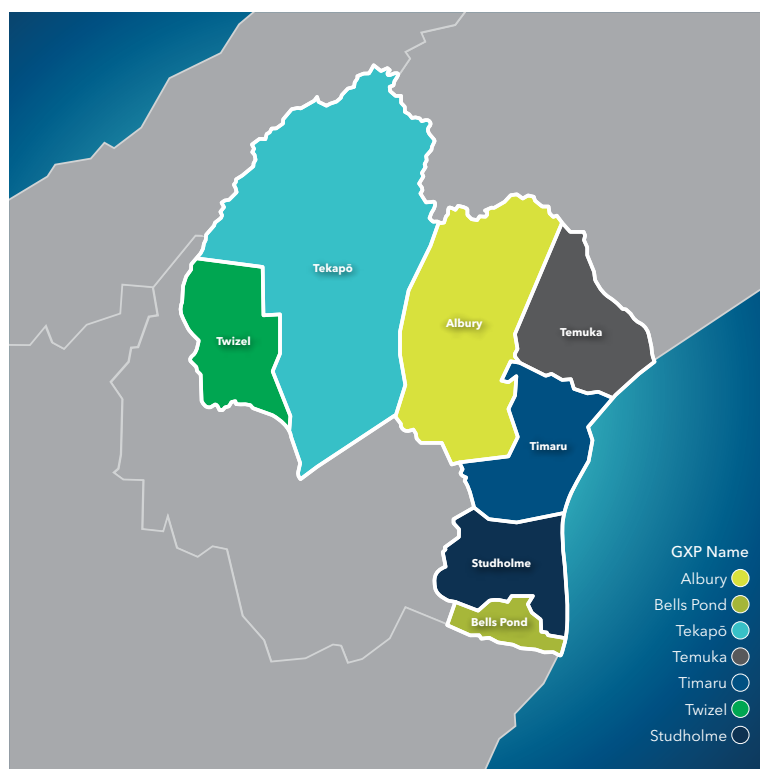 Tekapō
Albury
Temuka
Twizel
Timaru
Studholme
Bells Pond
GXP Name
Albury
Bells Pond
Tekapō
Temuka
Timaru
Twizel
Studholme